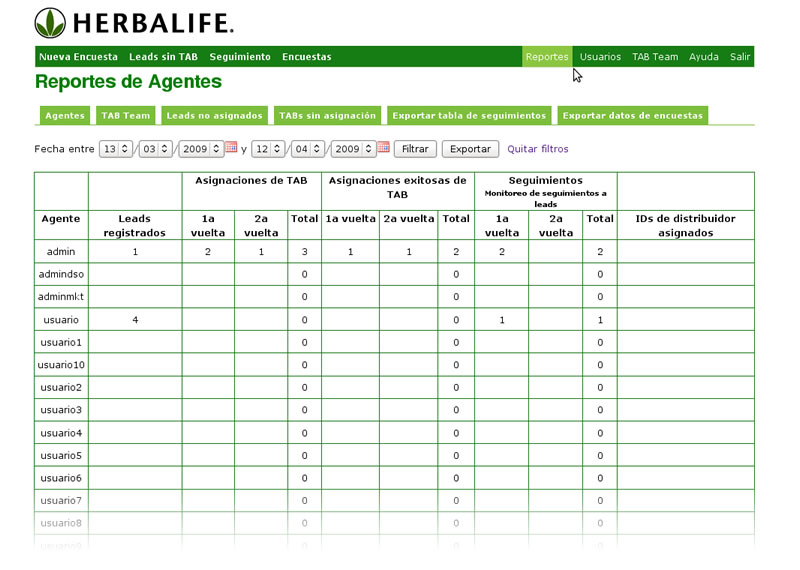 HERBALIFE.
Nueva Encuesta Leads sin TAB Seguimiento Encuestas Reportes Usuarios TAB Team Ayuda Salir
Reportes de Agentes
Agentes TAB Team Leads no asignados TABs sin asignación Exportar tabla de seguimientos Exportar datos de encuestas
Fecha entre 13 / 03 / 2009 y 12 / 04 / 2009 Filtrar Exportar Quitar filtros
Asignaciones de TAB Asignaciones exitosas de TAB Seguimientos
Monitoreo de seguimientos a leads
Agente Leads registrados 1a vuelta 2a vuelta Total 1a vuelta 2a vuelta Total 1a vuelta 2a vuelta Total IDs de distribuidor asignados
admin 1 2 1 3 1 1 2 2 2
admindso 0 0 0
adminmkt 0 0 0
usuario 4 0 0 1 1
usuario1 0 0 0
usuario10 0 0 0
usuario2 0 0 0
usuario3 0 0 0
usuario4 0 0 0
usuario5 0 0 0
usuario6 0 0 0
usuario7 0 0 0
usuario8 0 0 0